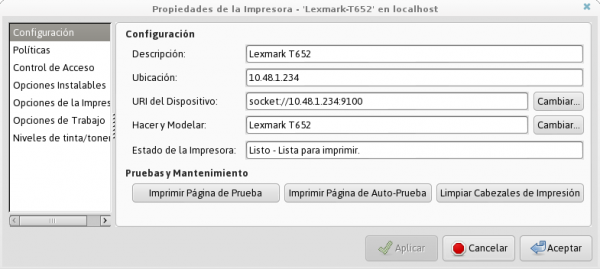 Propiedades de la Impresora - 'Lexmark-T652' en localhost
Configuración
Políticas
Control de Acceso
Opciones Instalables
Opciones de la Impres
Opciones de Trabajo
Niveles de tinta/toner
Configuración
Descripción: Lexmark T652
Ubicación: 10.48.1.234
URI del Dispositivo: socket://10.48.1.234:9100 Cambiar...
Hacer y Modelar: Lexmark T652 Cambiar...
Estado de la Impresora: Listo - Lista para imprimir.
Pruebas y Mantenimiento
Imprimir Página de Prueba Imprimir Página de Auto-Prueba Limpiar Cabezales de Impresión
Aplicar Cancelar Aceptar